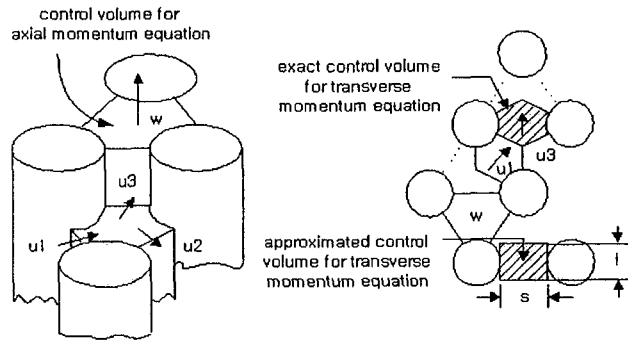 control volume for
axial momentum equation
w
u3
u1
u2
exact control volume
for transverse
momentum equation
u1
u3
w
approximated control
volume for transverse
momentum equation
s
l